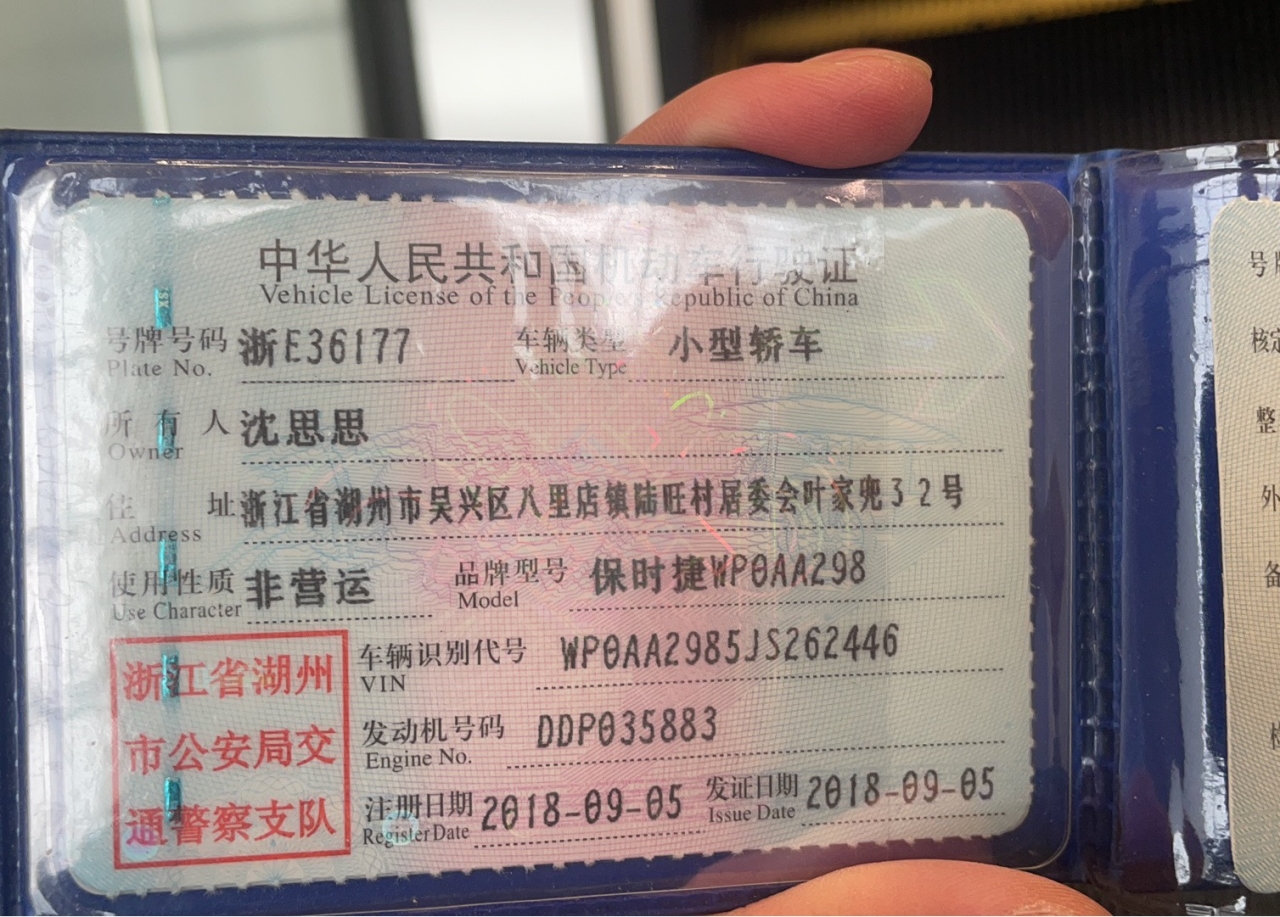 中华人民共和国机动车行驶证
Vehicle License of the People's Republic of China
号牌号码 浙E36177 车辆类型 小型轿车
Plate No. Vehicle Type
所有人 沈思思
Owner
住址 浙江省湖州市吴兴区八里店镇陆旺村居委会叶家兜32号
Address
使用性质 非营运 品牌型号 保时捷WP0AA298
Use Character Model
浙江省湖州
市公安局交
通警察支队
车辆识别代号 WP0AA2985JS262446
VIN
发动机号码 DDP035883
Engine No.
注册日期 2018-09-05 发证日期 2018-09-05
Register Date Issue Date
号
核定
整
外
备